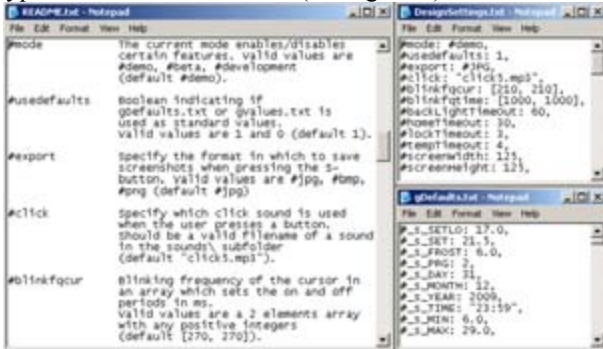 README.txt - Notepad
File Edit Format View Help
#mode The current mode enables/disables
certain features. Valid values are
#demo, #beta, #development
(default #demo).
#usedefaults Boolean indicating if
gDefaults.txt or gvalues.txt is
used as standard values.
Valid values are 1 and 0 (default 1).
#export Specify the format in which to save
screenshots when pressing the S-
button. Valid values are #jpg, #bmp,
#png (default #jpg)
#click Specify which click sound is used
when the user presses a button.
Should be a valid filename of a sound
in the sounds\ subfolder
(default "click5.mp3").
#blinkfqcur Blinking frequency of the cursor in
an array which sets the on and off
periods in ms.
Valid values are a 2 elements array
with any positive integers
(default [270, 270]).
DesignSettings.txt - Notepad
File Edit Format View Help
#mode: #demo,
#usedefaults: 1,
#export: #JPG,
#click: "click5.mp3",
#blinkfqcur: [210, 210],
#blinkfqtime: [1000, 1000],
#backLightTimeOut: 60,
#homeTimeOut: 30,
#lockTimeout: 3,
#tempTimeout: 4,
#screenWidth: 125,
#screenHeight: 125,
gDefaults.txt - Notepad
File Edit Format View Help
#_S_SETLO: 17.0,
#_S_SET: 21.5,
#_S_FROST: 6.0,
#_S_PRG: 2,
#_S_DAY: 31,
#_S_MONTH: 12,
#_S_YEAR: 2009,
#_S_TIME: "23:59",
#_S_MIN: 6.0,
#_S_MAX: 29.0,